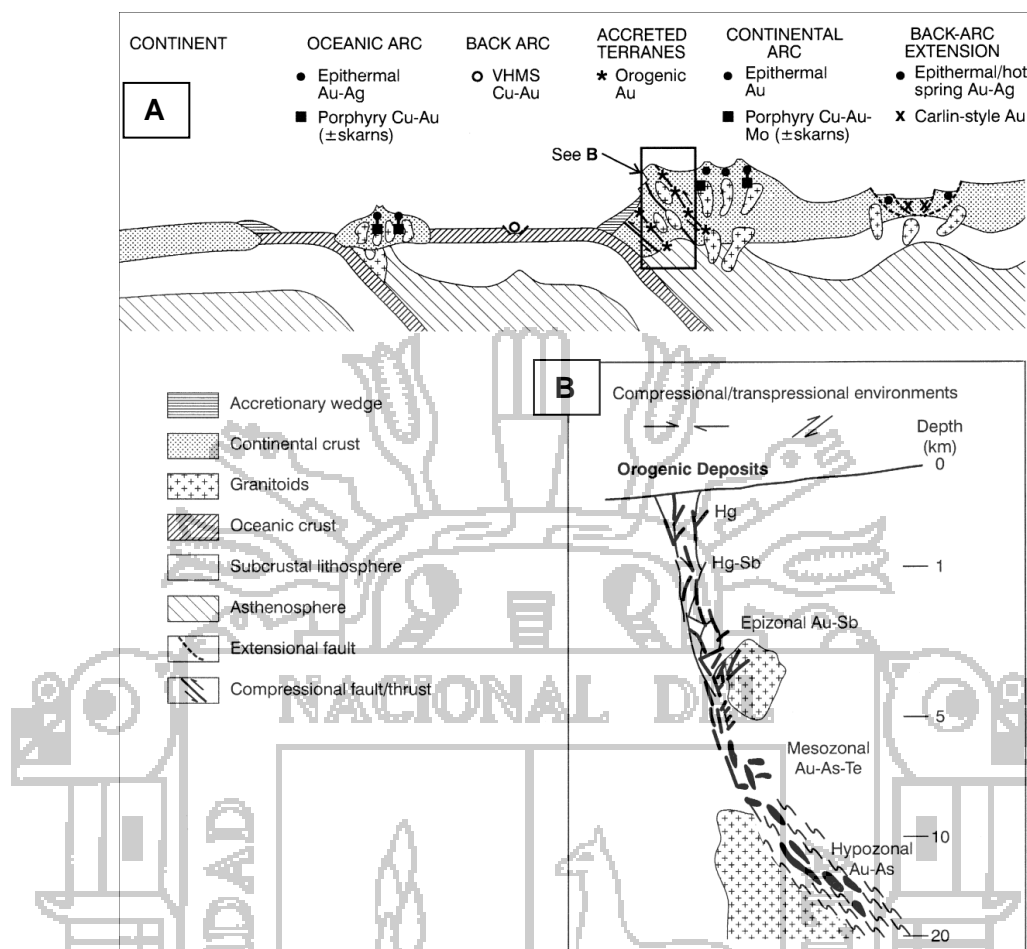 CONTINENT
OCEANIC ARC
● Epithermal
Au-Ag
■ Porphyry Cu-Au
(±skarns)
BACK ARC
o VHMS
Cu-Au
ACCRETED
TERRANES
* Orogenic
Au
CONTINENTAL
ARC
● Epithermal
Au
■ Porphyry Cu-Au-
Mo (±skarns)
BACK-ARC
EXTENSION
● Epithermal/hot
spring Au-Ag
x Carlin-style Au
A
See B
Accretionary wedge
Continental crust
Granitoids
Oceanic crust
Subcrustal lithosphere
Asthenosphere
Extensional fault
Compressional fault/thrust
B
Compressional/transpressional environments
Depth
(km)
0
Orogenic Deposits
Hg
Hg-Sb
1
Epizonal Au-Sb
5
Mesozonal
Au-As-Te
10
Hypozonal
Au-As
20
NACIONAL
DAD